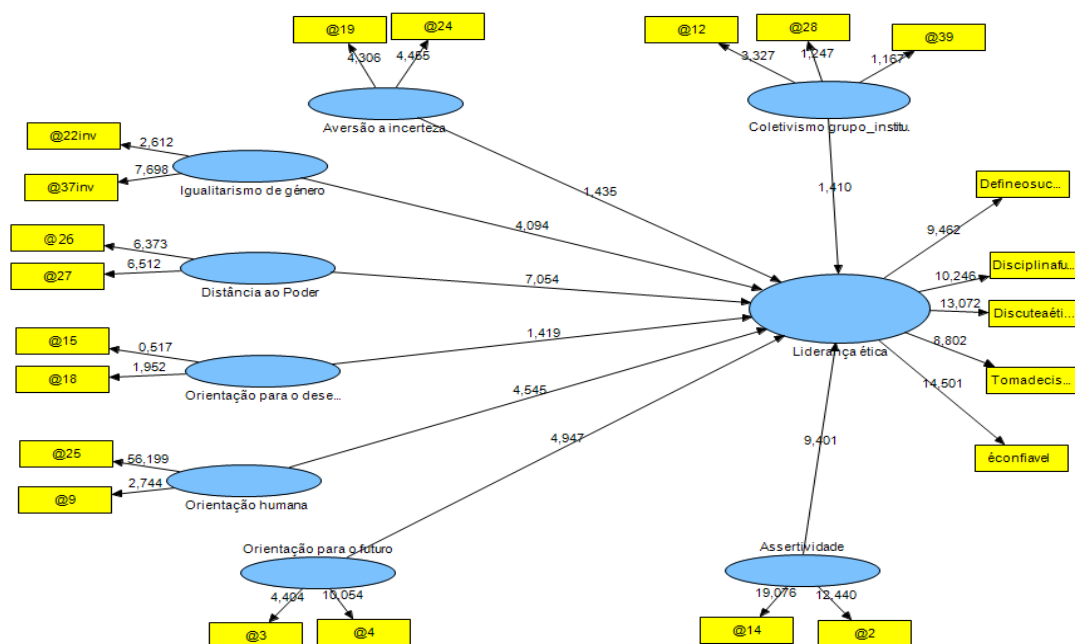 @19
@24
4,306
4,455
Aversão a incerteza
@12
@28
@39
3,327
1,247
1,167
Coletivismo grupo_institu.
@22inv
2,612
@37inv
7,698
Igualitarismo de género
1,435
1,410
4,094
@26
6,373
@27
6,512
Distância ao Poder
7,054
Defineosuc...
9,462
Disciplinafu...
10,246
Discuteaéti...
13,072
Liderança ética
8,802
Tomadecis...
14,501
éconfiavel
@15
0,517
@18
1,952
Orientação para o dese...
1,419
@25
56,199
@9
2,744
Orientação humana
4,545
4,947
9,401
Orientação para o futuro
4,404
10,054
@3
@4
Assertividade
19,076
12,440
@14
@2